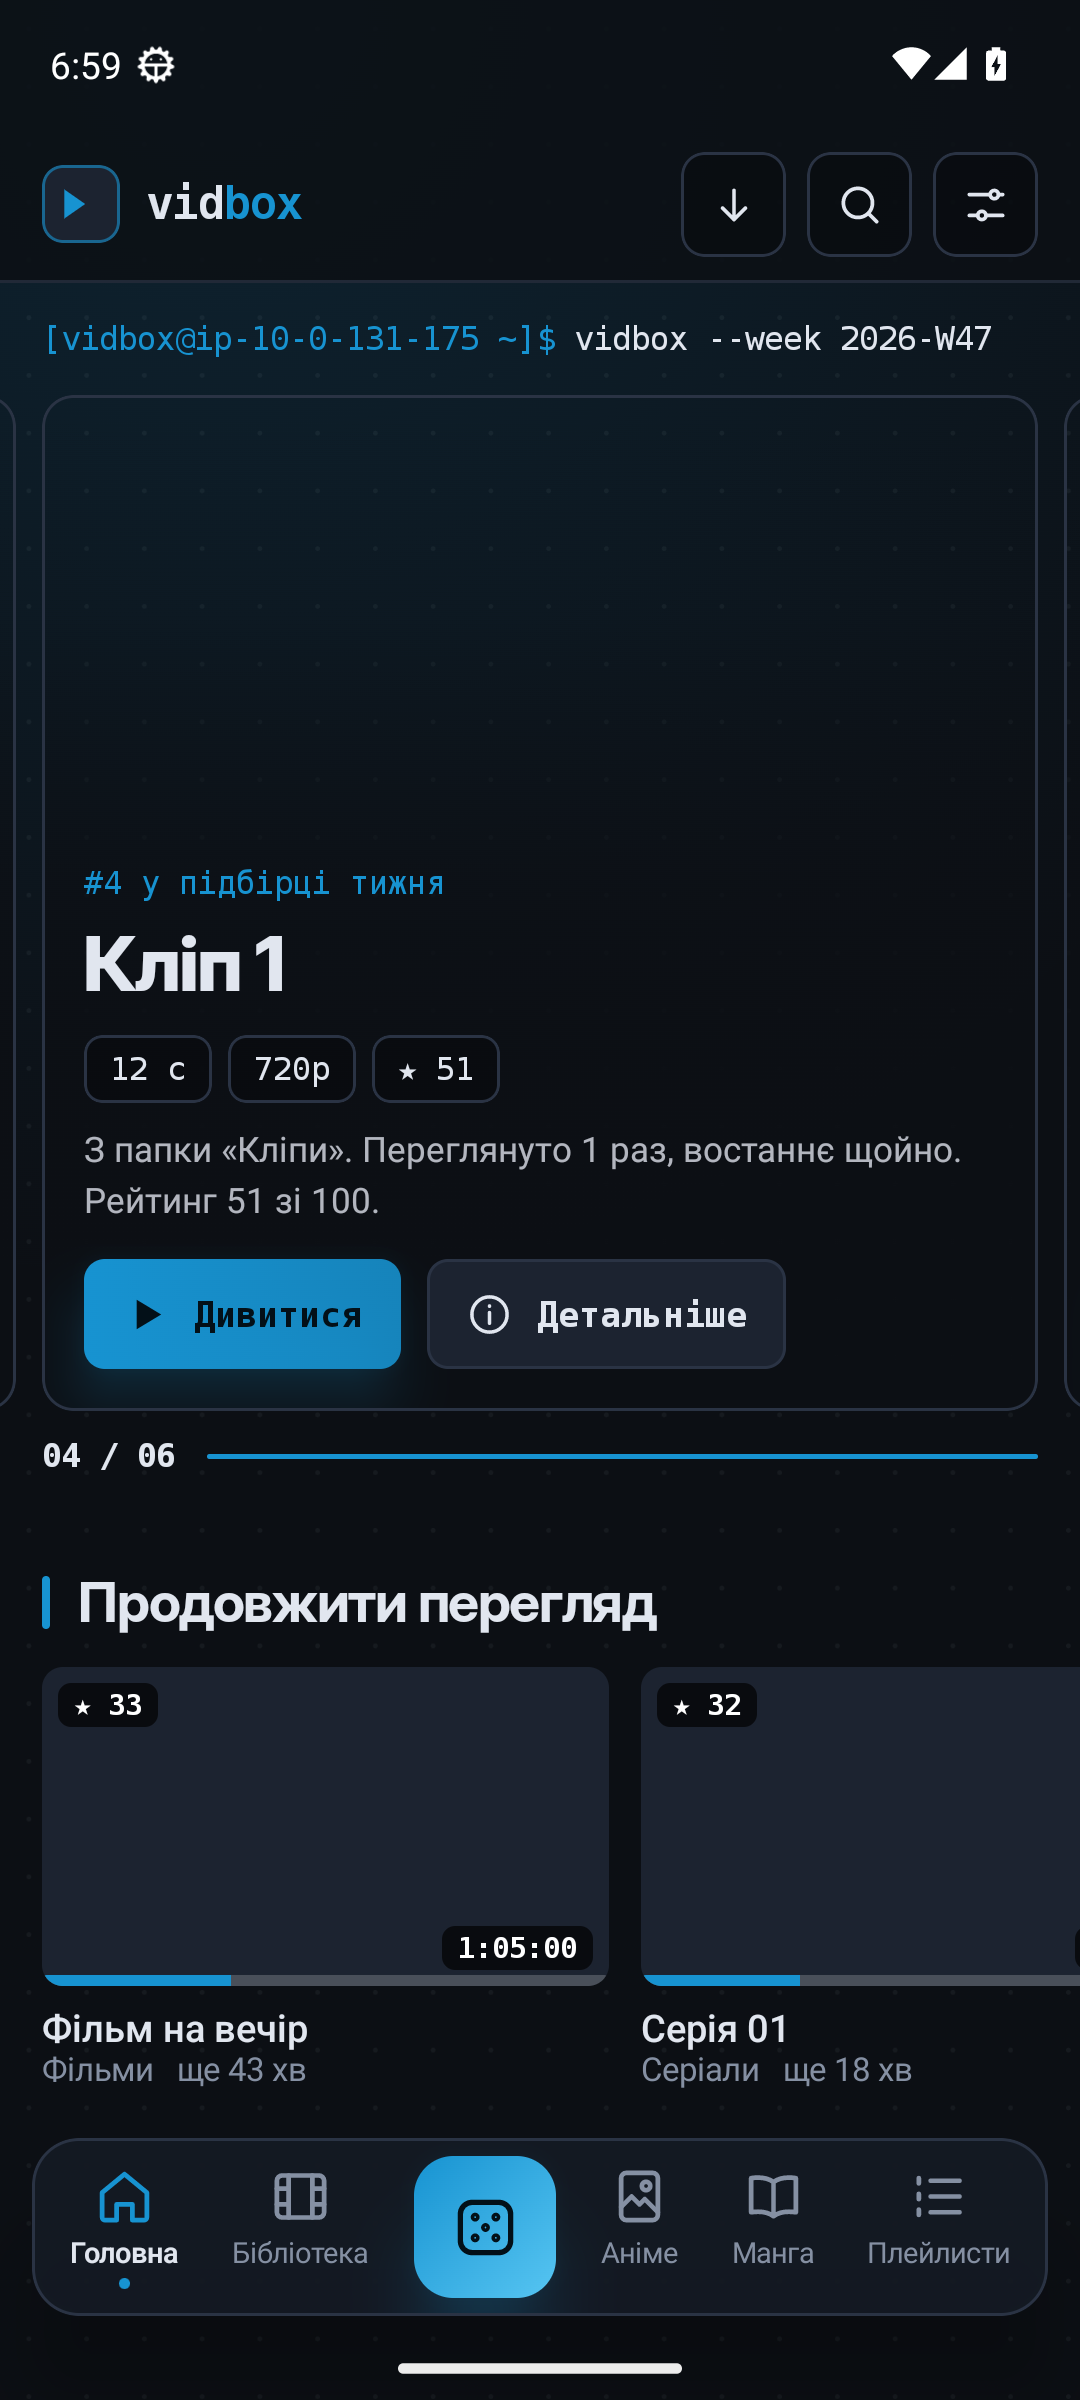 6:59
vidbox
[vidbox@ip-10-0-131-175 ~]$ vidbox --week 2026-W47
#4 у підбірці тижня
Кліп 1
12 с 720p ★ 51
З папки «Кліпи». Переглянуто 1 раз, востаннє щойно.
Рейтинг 51 зі 100.
Дивитися Детальніше
04 / 06
Продовжити перегляд
★ 33 ★ 32
1:05:00
Фільм на вечір Серія 01
Фільми ще 43 хв Серіали ще 18 хв
Головна Бібліотека Аніме Манга Плейлисти